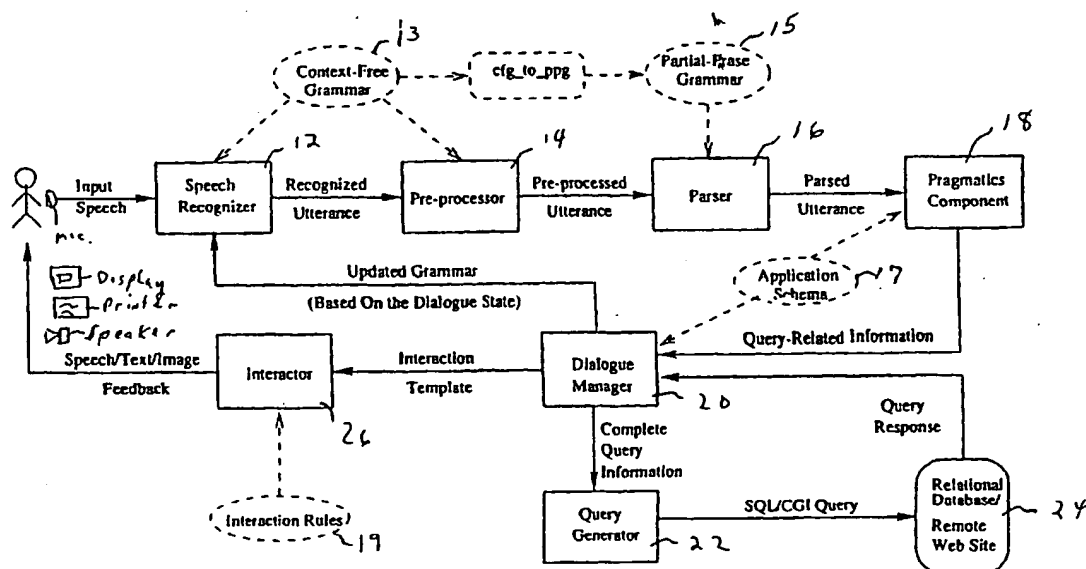 13
15
Context-Free
Grammar
cfg_to_ppg
Partial-Prase
h
Grammar
12
14
16
18
Input
Speech
Speech
Recognizer
Recognized
Utterance
Pre-processor
Pre-processed
Utterance
Parser
Parsed
Utterance
Pragmatics
Component
mic.
Display
Printer
Speaker
Updated Grammar
(Based On the Dialogue State)
Application
Schema
17
Query-Related Information
Speech/Text/Image
Feedback
Interactor
26
Interaction
Template
Dialogue
Manager
20
Query
Response
Complete
Query
Information
Interaction Rules
19
Query
Generator
22
SQL/CGI Query
Relational
Database/
Remote
Web Site
24